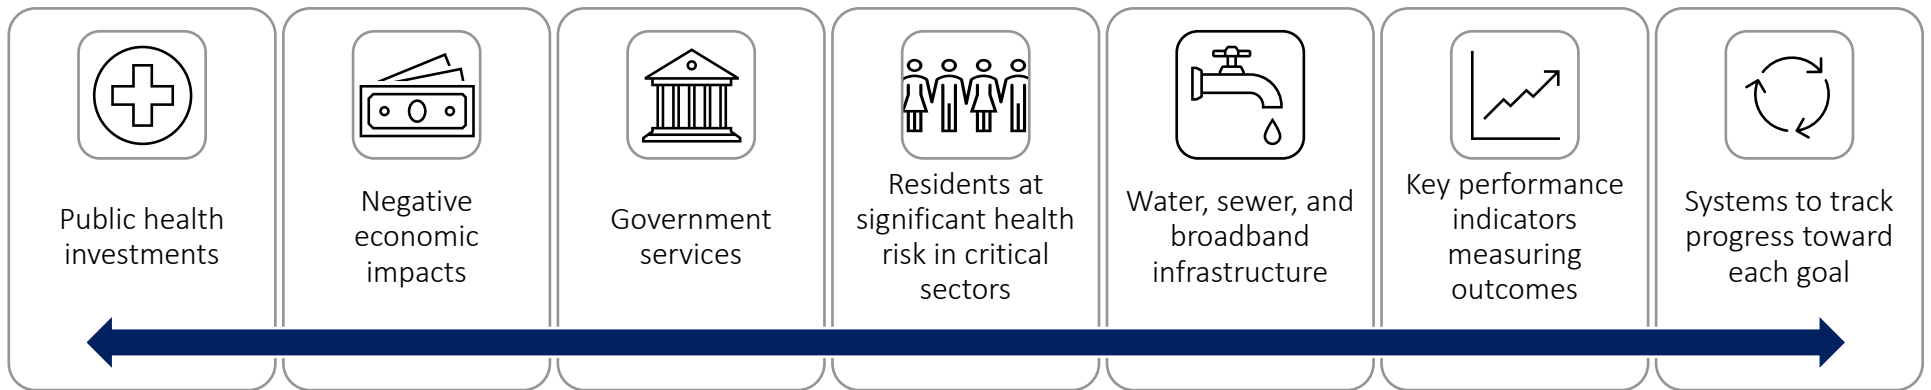 Public health
investments
Negative
economic
impacts
Government
services
Residents at
significant health
risk in critical
sectors
Water, sewer, and
broadband
infrastructure
Key performance
indicators
measuring
outcomes
Systems to track
progress toward
each goal